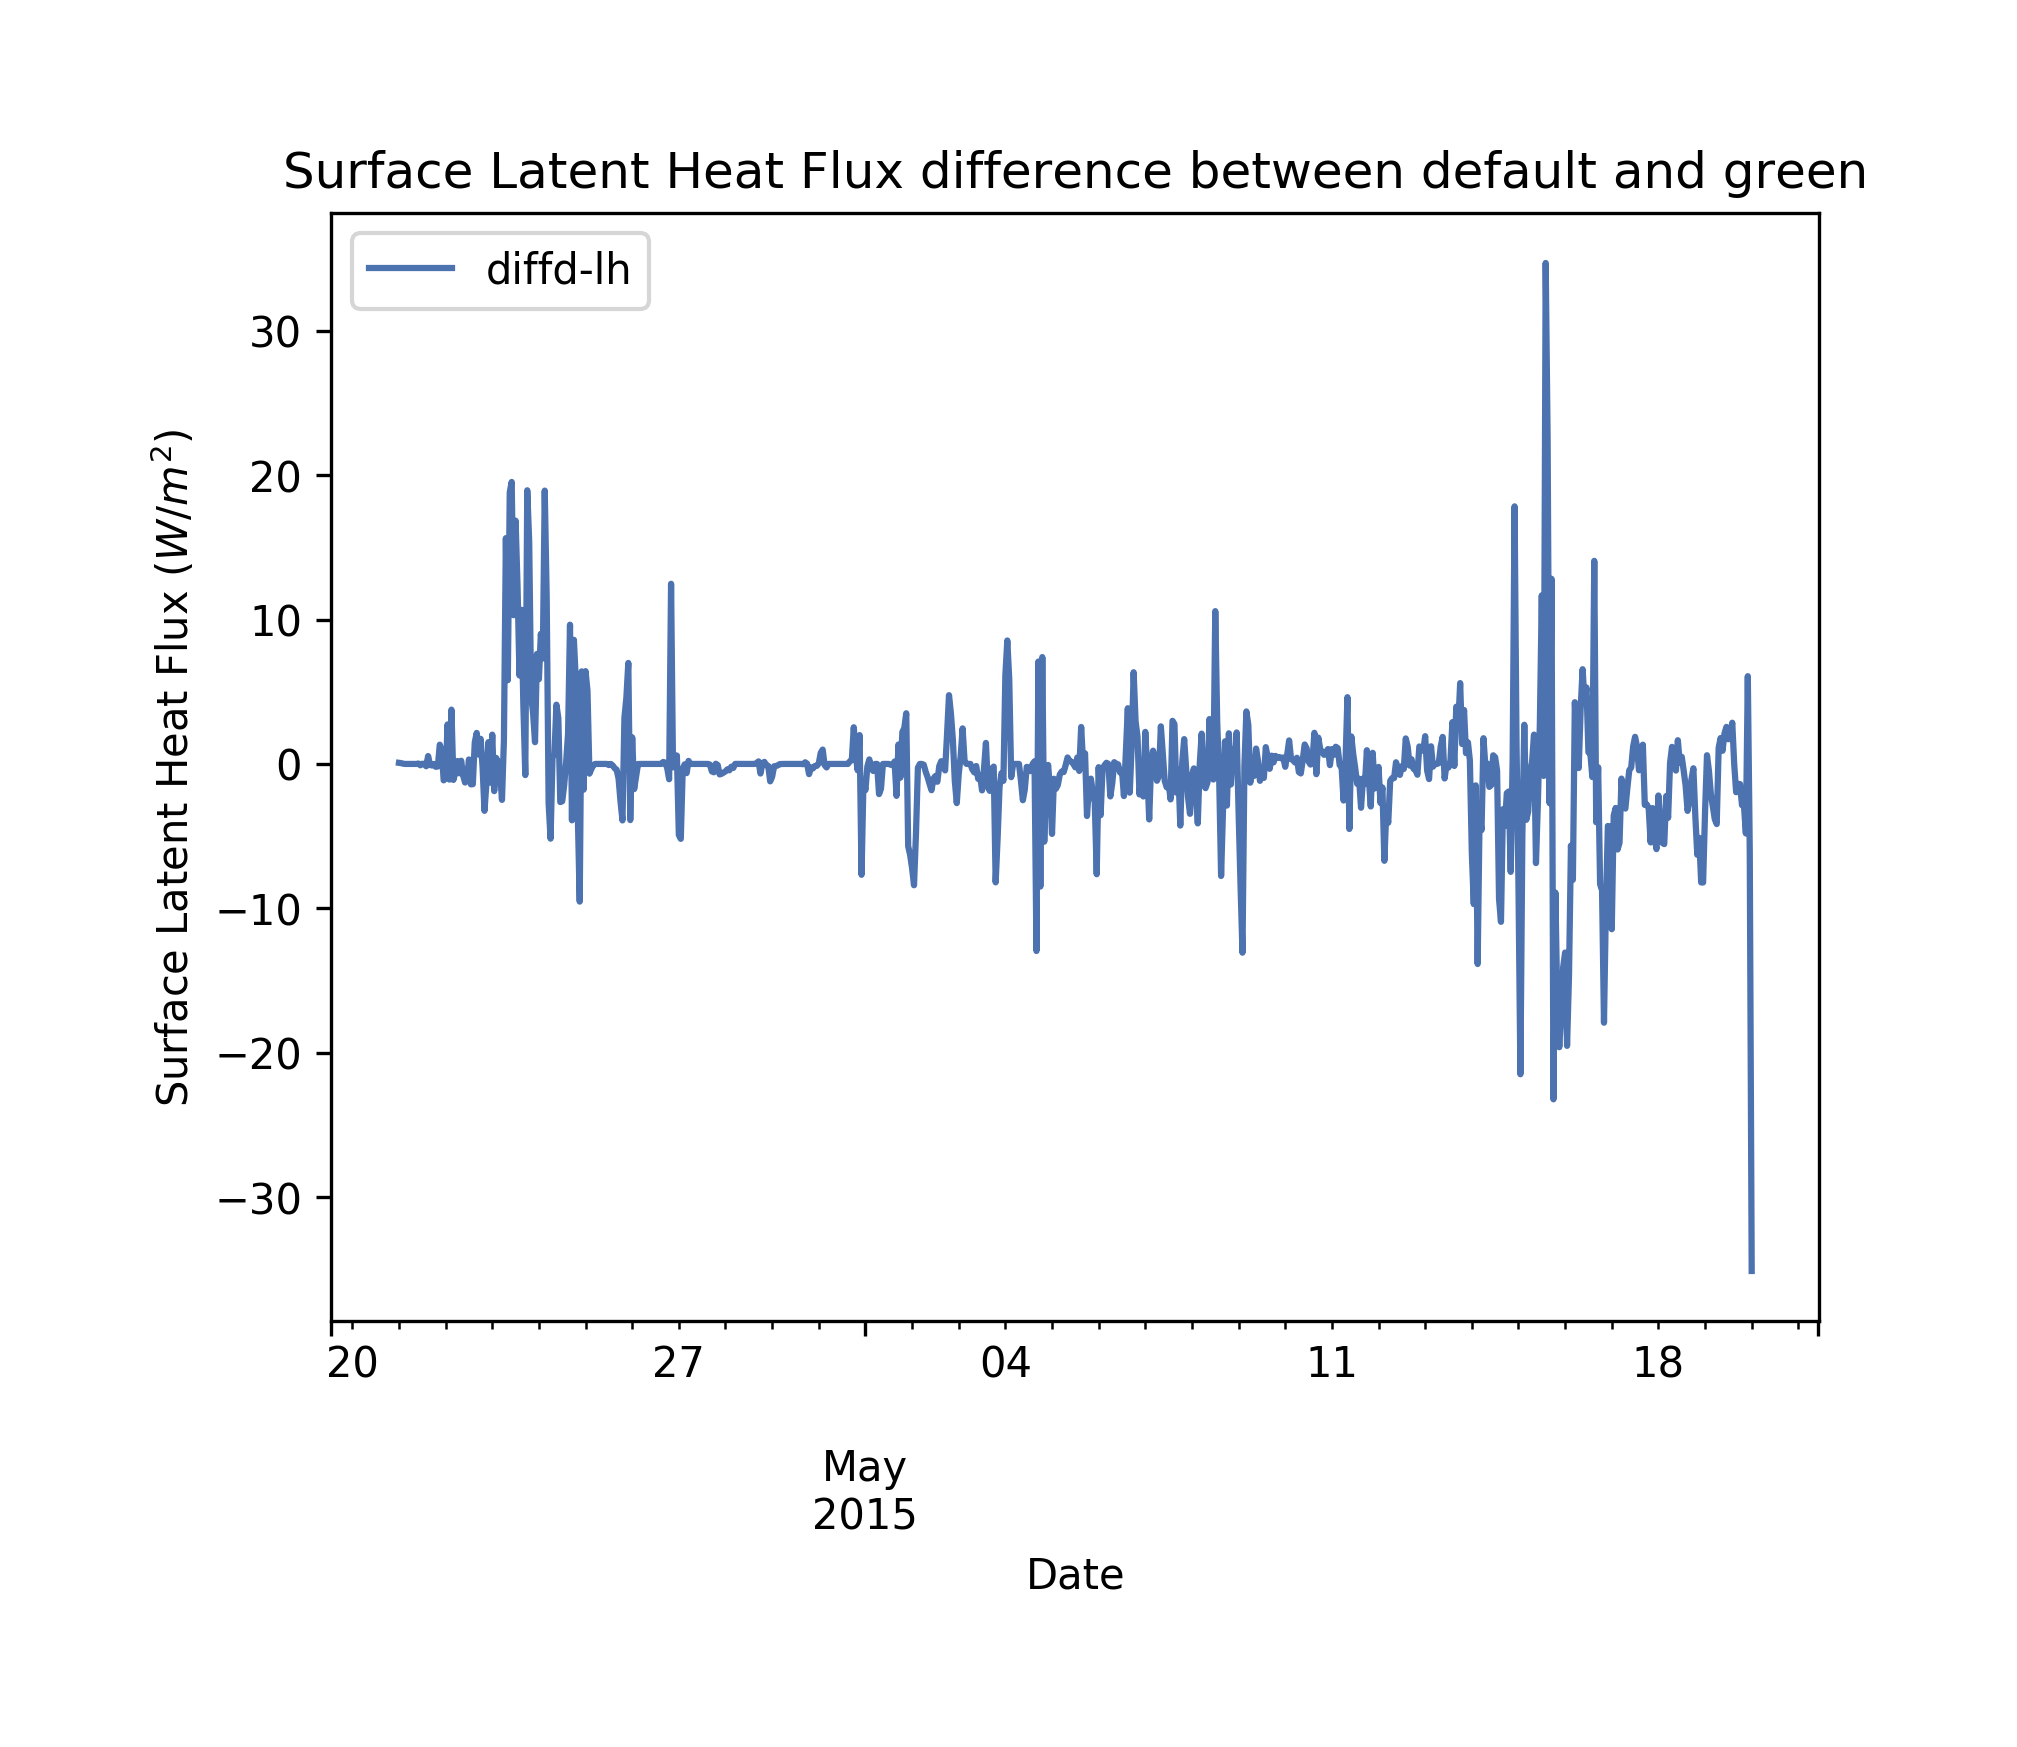 Surface Latent Heat Flux difference between default and green
diffd-lh
Surface Latent Heat Flux (W/m²)
30
20
10
0
−10
−20
−30
20 27 04 11 18
May
2015
Date